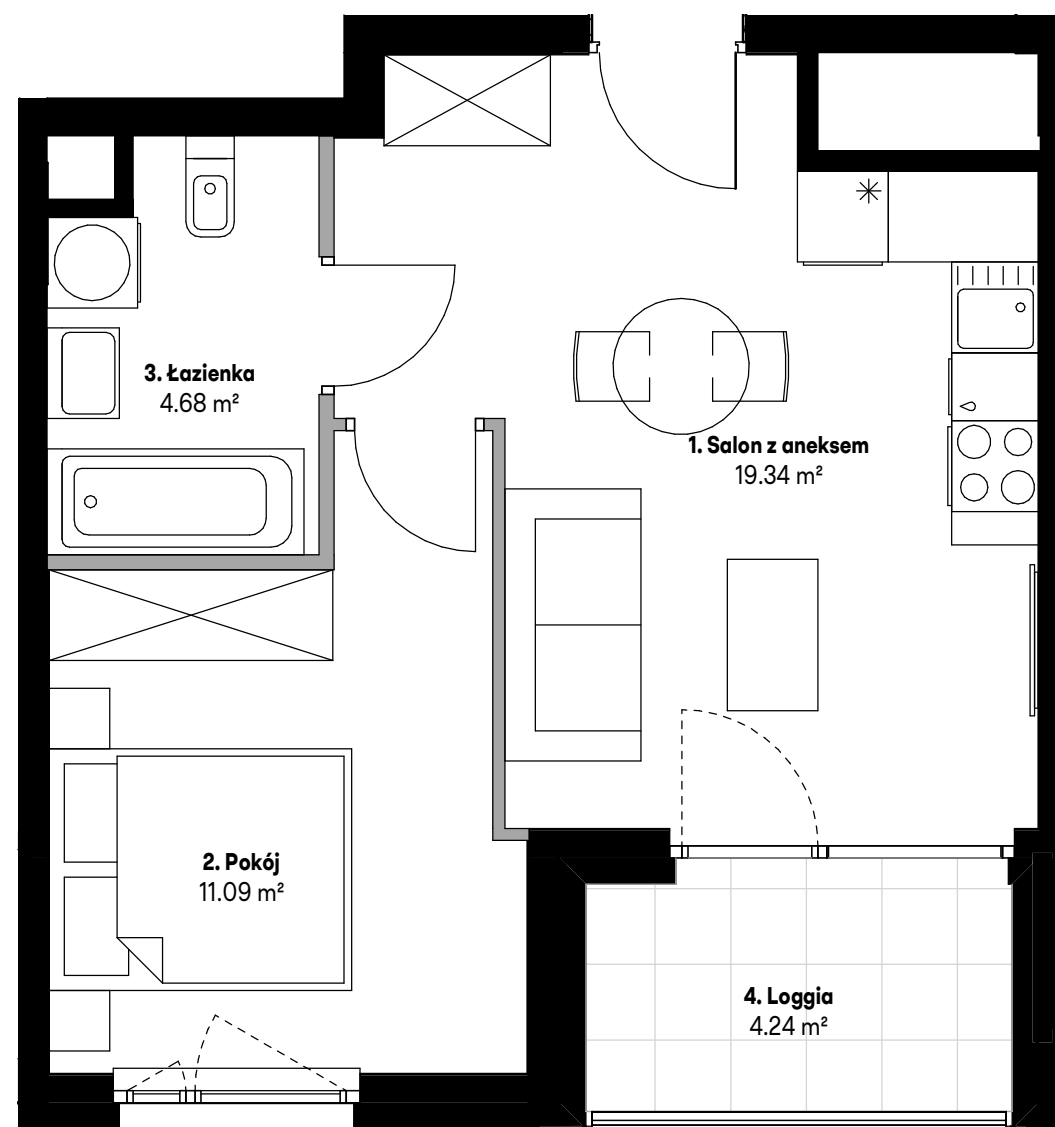 3. Łazienka
4.68 m²
1. Salon z aneksem
19.34 m²
2. Pokój
11.09 m²
4. Loggia
4.24 m²